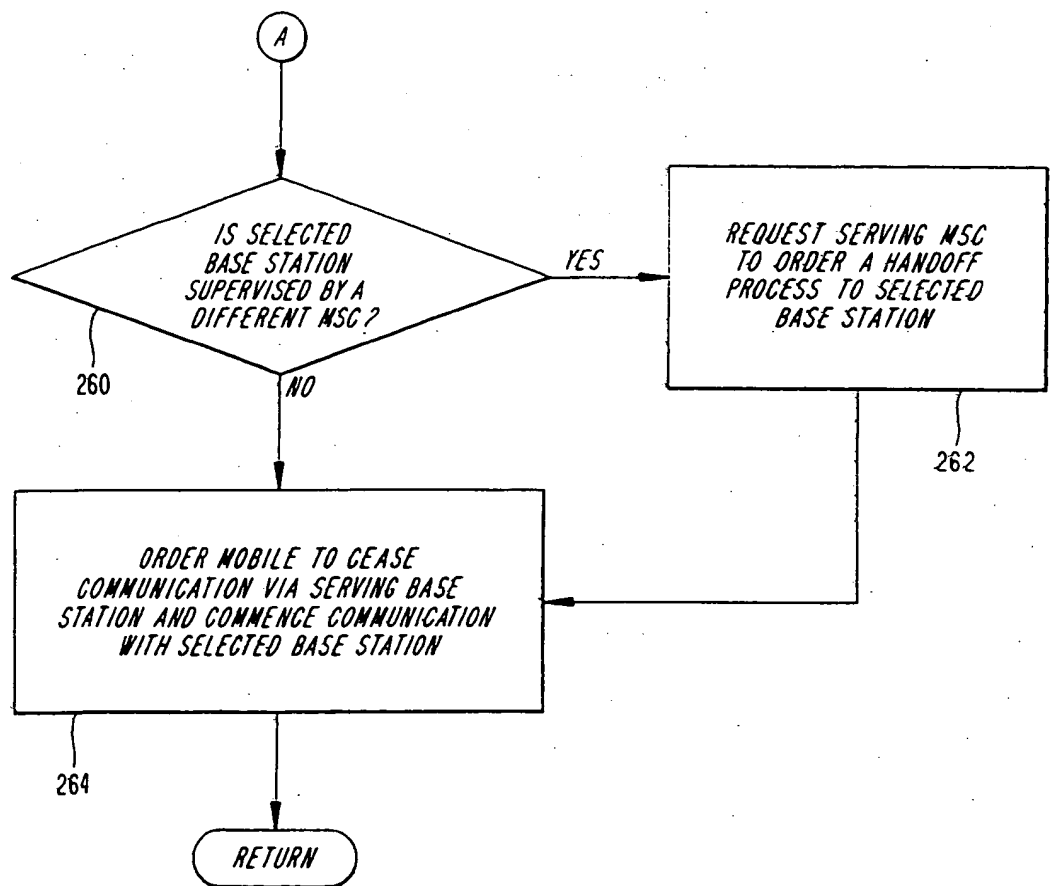 A
IS SELECTED
BASE STATION
SUPERVISED BY A
DIFFERENT MSC?
260
YES
REQUEST SERVING MSC
TO ORDER A HANDOFF
PROCESS TO SELECTED
BASE STATION
262
NO
ORDER MOBILE TO CEASE
COMMUNICATION VIA SERVING BASE
STATION AND COMMENCE COMMUNICATION
WITH SELECTED BASE STATION
264
RETURN